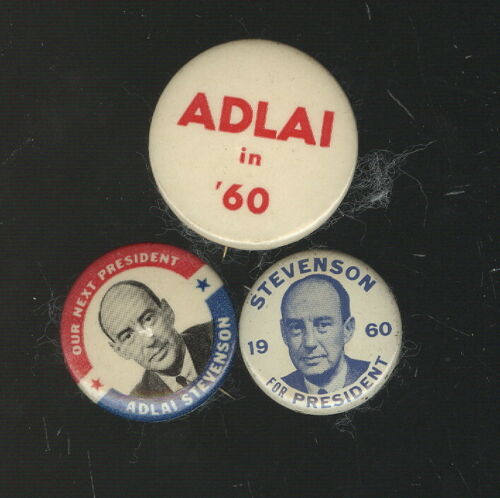 ADLAI
in
'60
OUR NEXT PRESIDENT
ADLAI STEVENSON
STEVENSON
19 60
FOR PRESIDENT